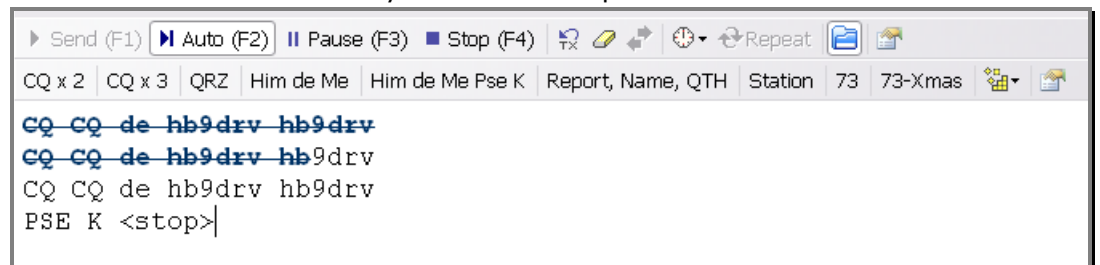 Send (F1) Auto (F2) Pause (F3) Stop (F4) TX Repeat
CQ x 2 CQ x 3 QRZ Him de Me Him de Me Pse K Report, Name, QTH Station 73 73-Xmas
CQ CQ de hb9drv hb9drv
CQ CQ de hb9drv hb9drv
CQ CQ de hb9drv hb9drv
PSE K <stop>